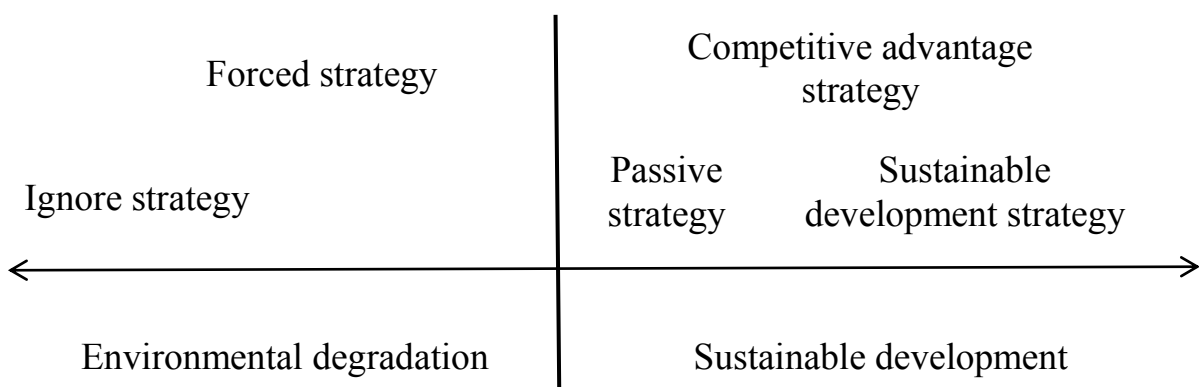 Forced strategy
Competitive advantage
strategy
Ignore strategy
Passive
strategy
Sustainable
development strategy
Environmental degradation
Sustainable development